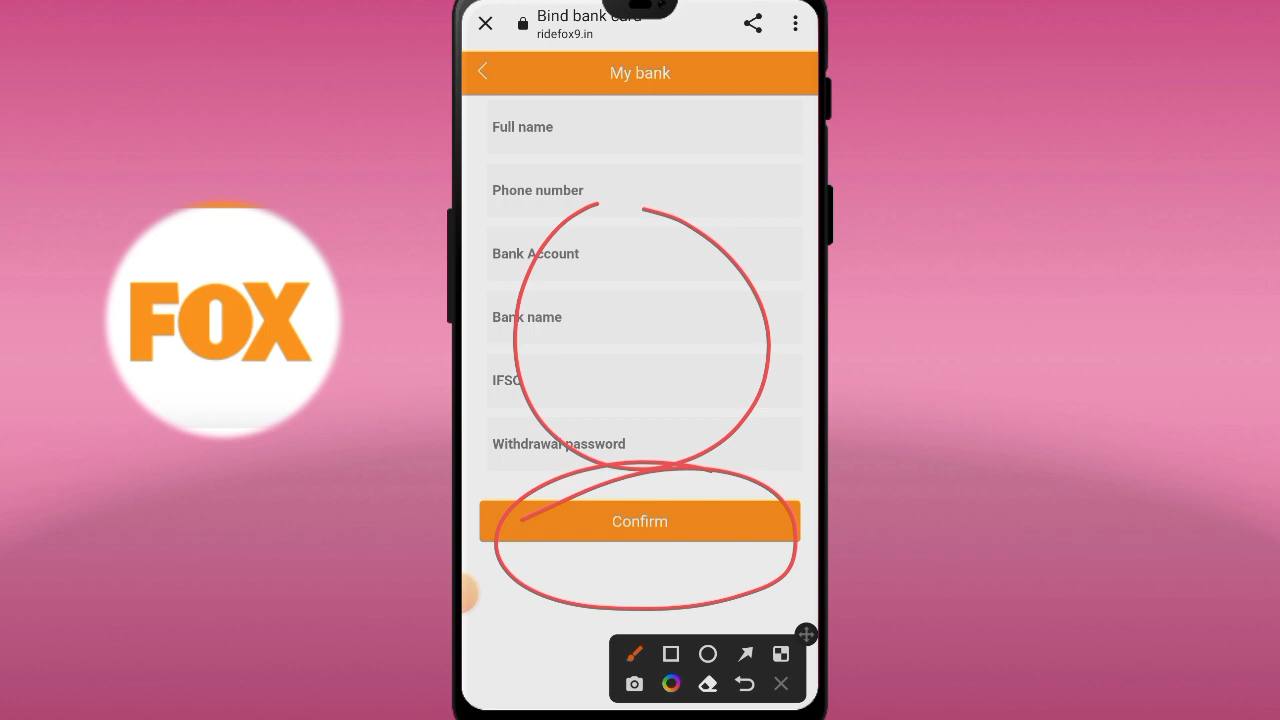 Bind bank card
ridefox9.in
My bank
Full name
Phone number
Bank Account
Bank name
IFSC
Withdrawal password
Confirm
FOX